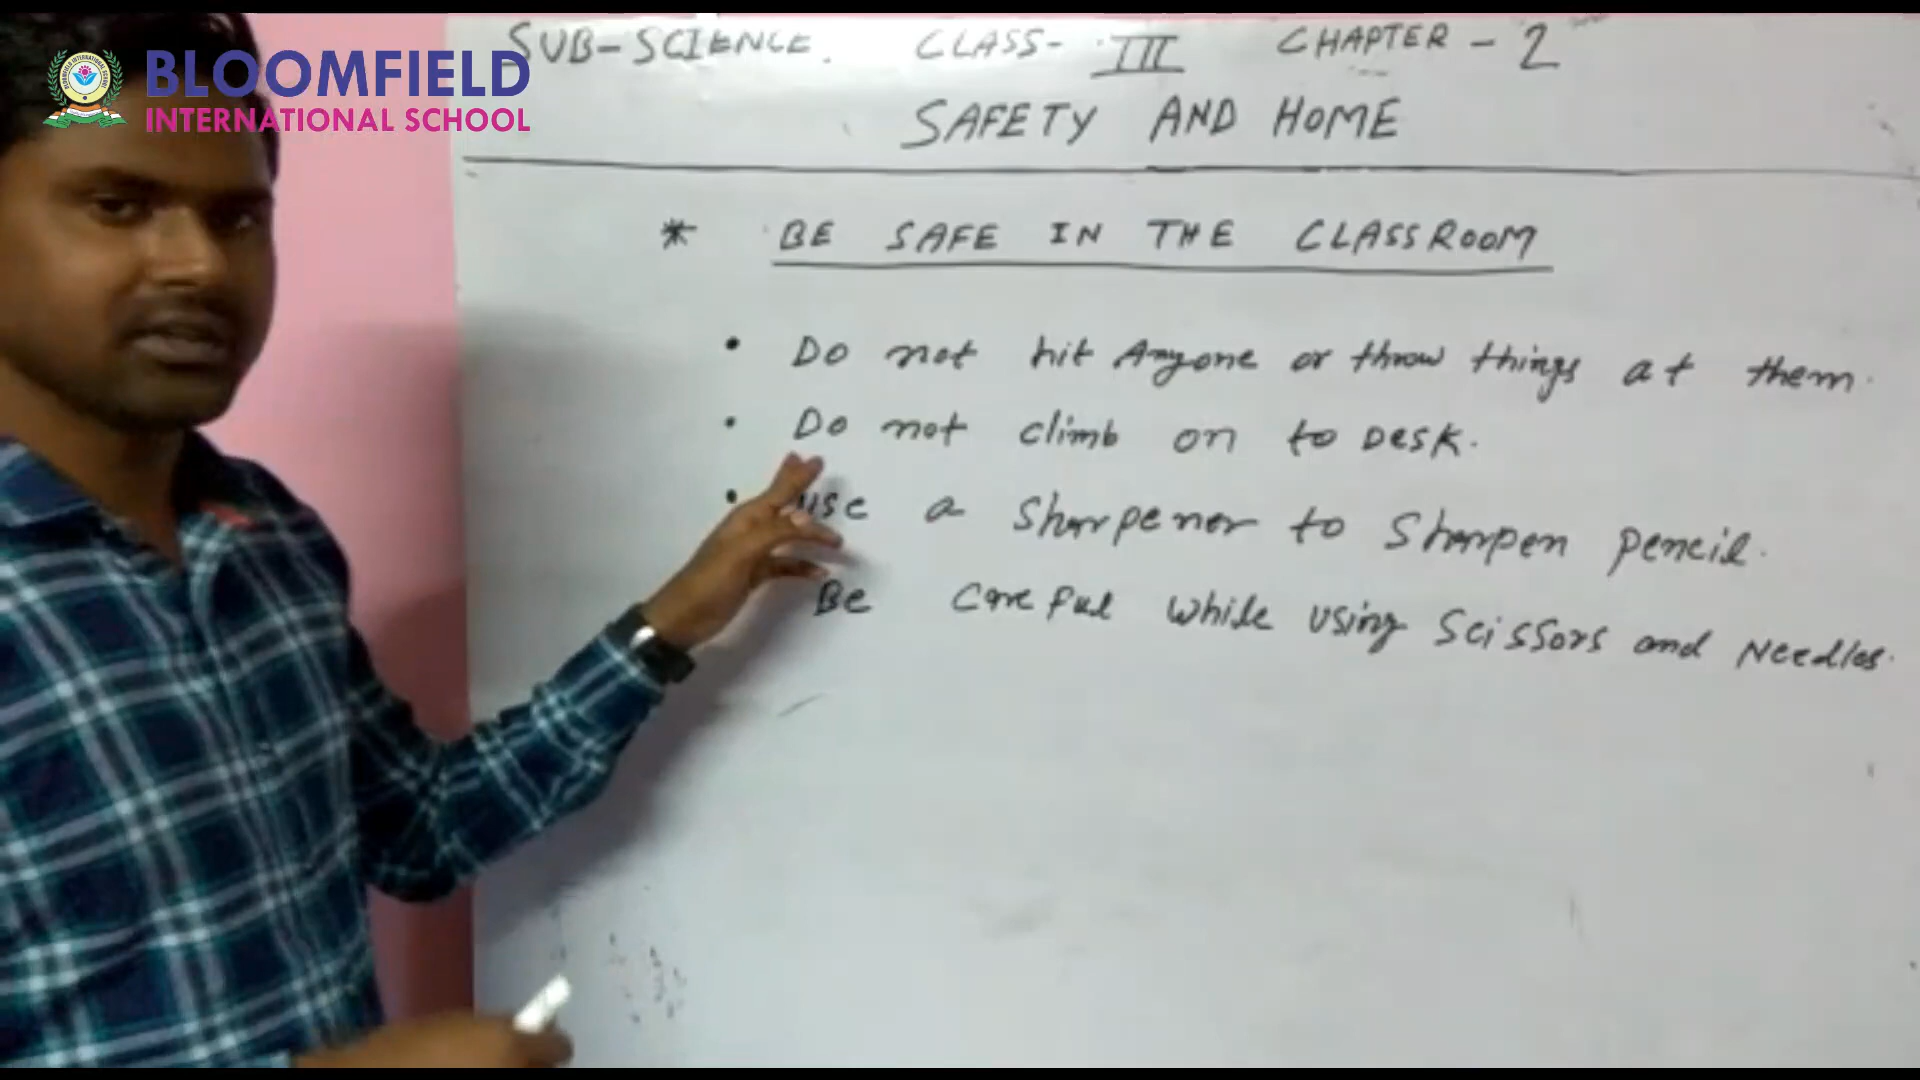 BLOOMFIELD
INTERNATIONAL SCHOOL
SUB-SCIENCE. CLASS- III CHAPTER - 2
SAFETY AND HOME
* BE SAFE IN THE CLASSROOM
• Do not hit Anyone or throw things at them.
• Do not climb on to Desk.
• Use a Sharpener to Sharpen Pencil.
Be Careful While Using Scissors and Needles.